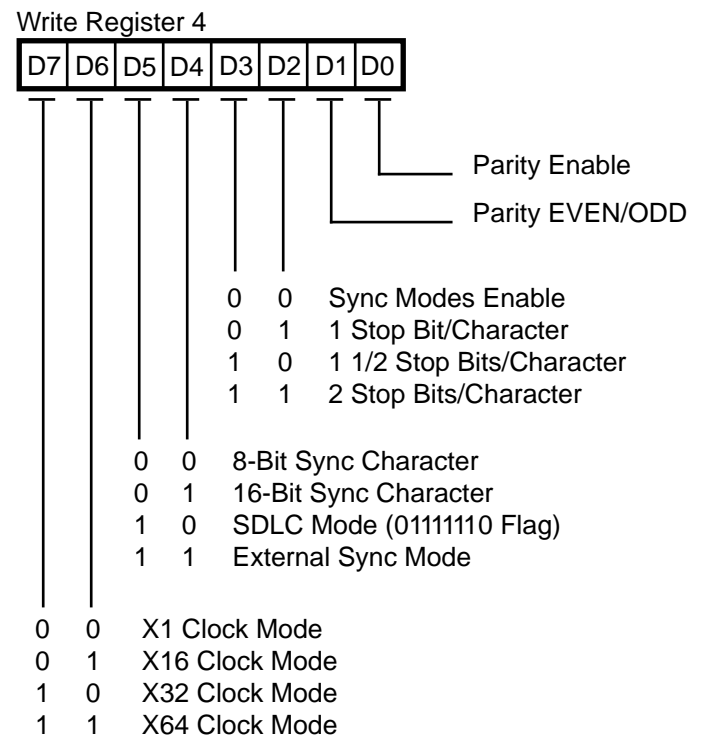 Write Register 4
D7 D6 D5 D4 D3 D2 D1 D0
Parity Enable
Parity EVEN/ODD
0 0 Sync Modes Enable
0 1 1 Stop Bit/Character
1 0 1 1/2 Stop Bits/Character
1 1 2 Stop Bits/Character
0 0 8-Bit Sync Character
0 1 16-Bit Sync Character
1 0 SDLC Mode (01111110 Flag)
1 1 External Sync Mode
0 0 X1 Clock Mode
0 1 X16 Clock Mode
1 0 X32 Clock Mode
1 1 X64 Clock Mode